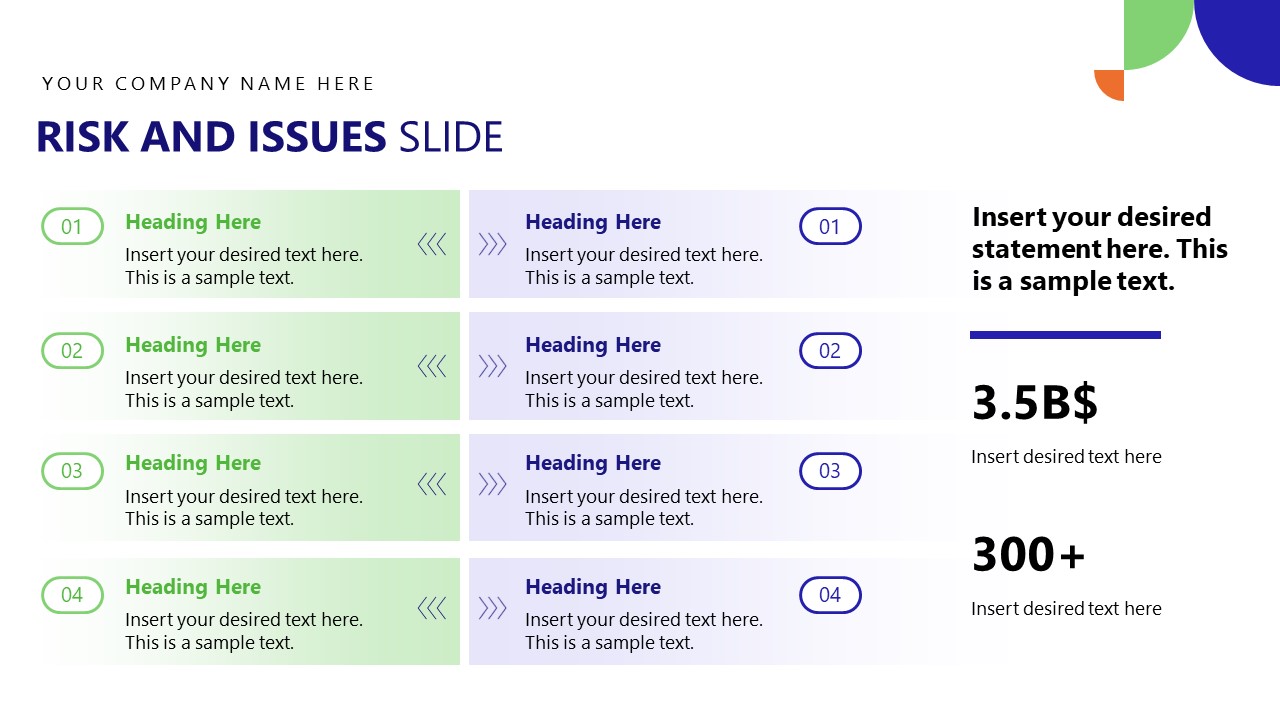 YOUR COMPANY NAME HERE
RISK AND ISSUES SLIDE
01
Heading Here
Insert your desired text here.
This is a sample text.
Heading Here
Insert your desired text here.
This is a sample text.
01
02
Heading Here
Insert your desired text here.
This is a sample text.
Heading Here
Insert your desired text here.
This is a sample text.
02
03
Heading Here
Insert your desired text here.
This is a sample text.
Heading Here
Insert your desired text here.
This is a sample text.
03
04
Heading Here
Insert your desired text here.
This is a sample text.
Heading Here
Insert your desired text here.
This is a sample text.
04
Insert your desired
statement here. This
is a sample text.
3.5B$
Insert desired text here
300+
Insert desired text here